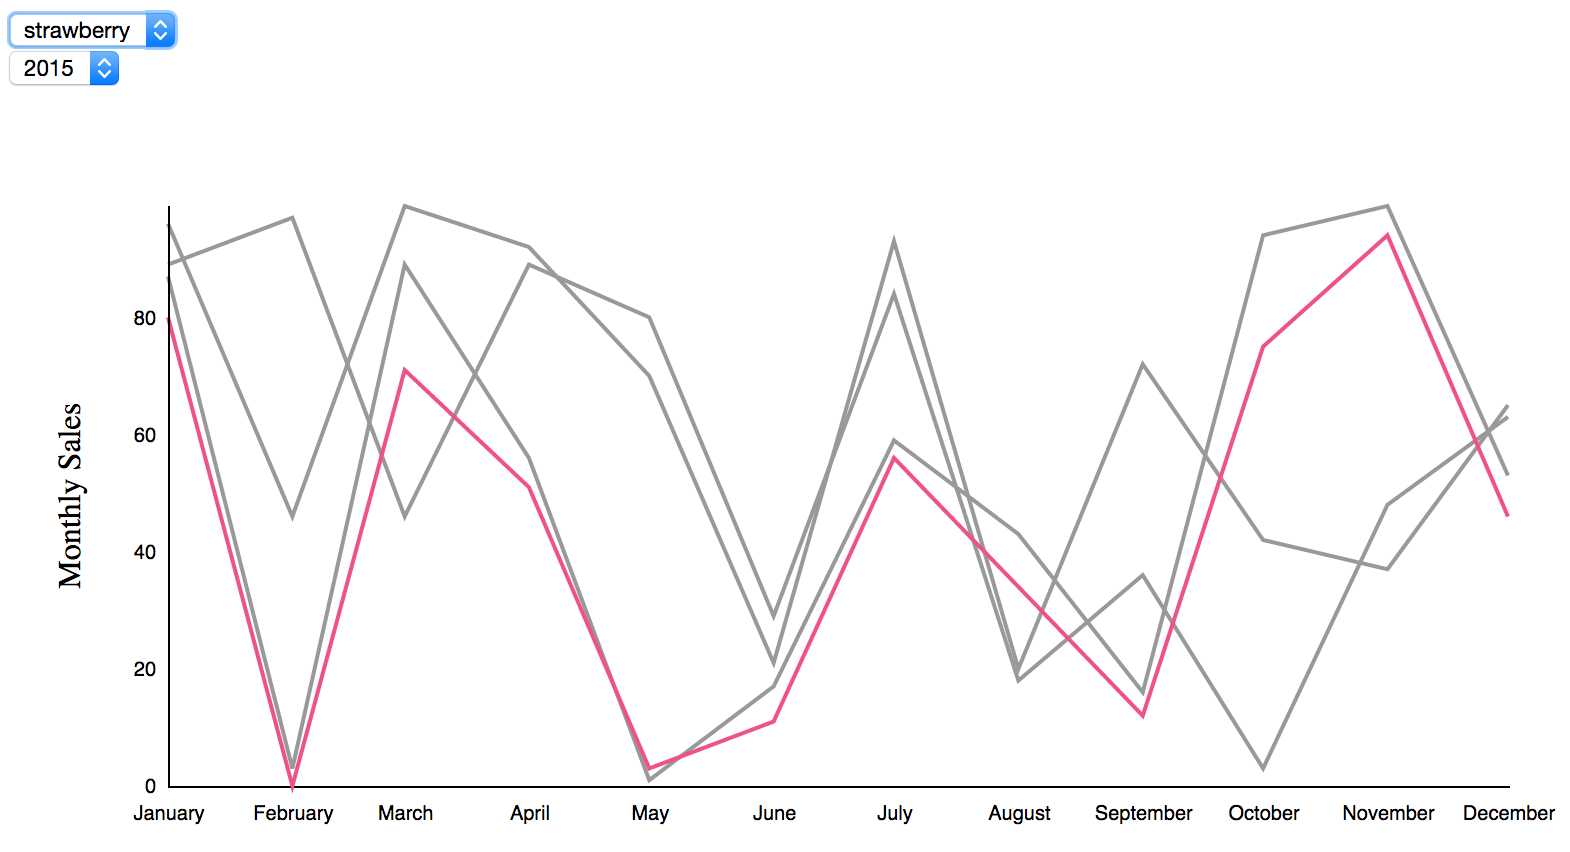 strawberry
2015
Monthly Sales
80
60
40
20
0
January February March April May June July August September October November December